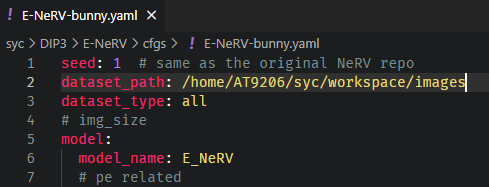 ! E-NeRV-bunny.yaml ×
syc > DIP3 > E-NeRV > cfgs > ! E-NeRV-bunny.yaml
1 seed: 1  # same as the original NeRV repo
2 dataset_path: /home/AT9206/syc/workspace/images
3 dataset_type: all
4 # img_size
5 model:
6   model_name: E_NeRV
7   # pe related